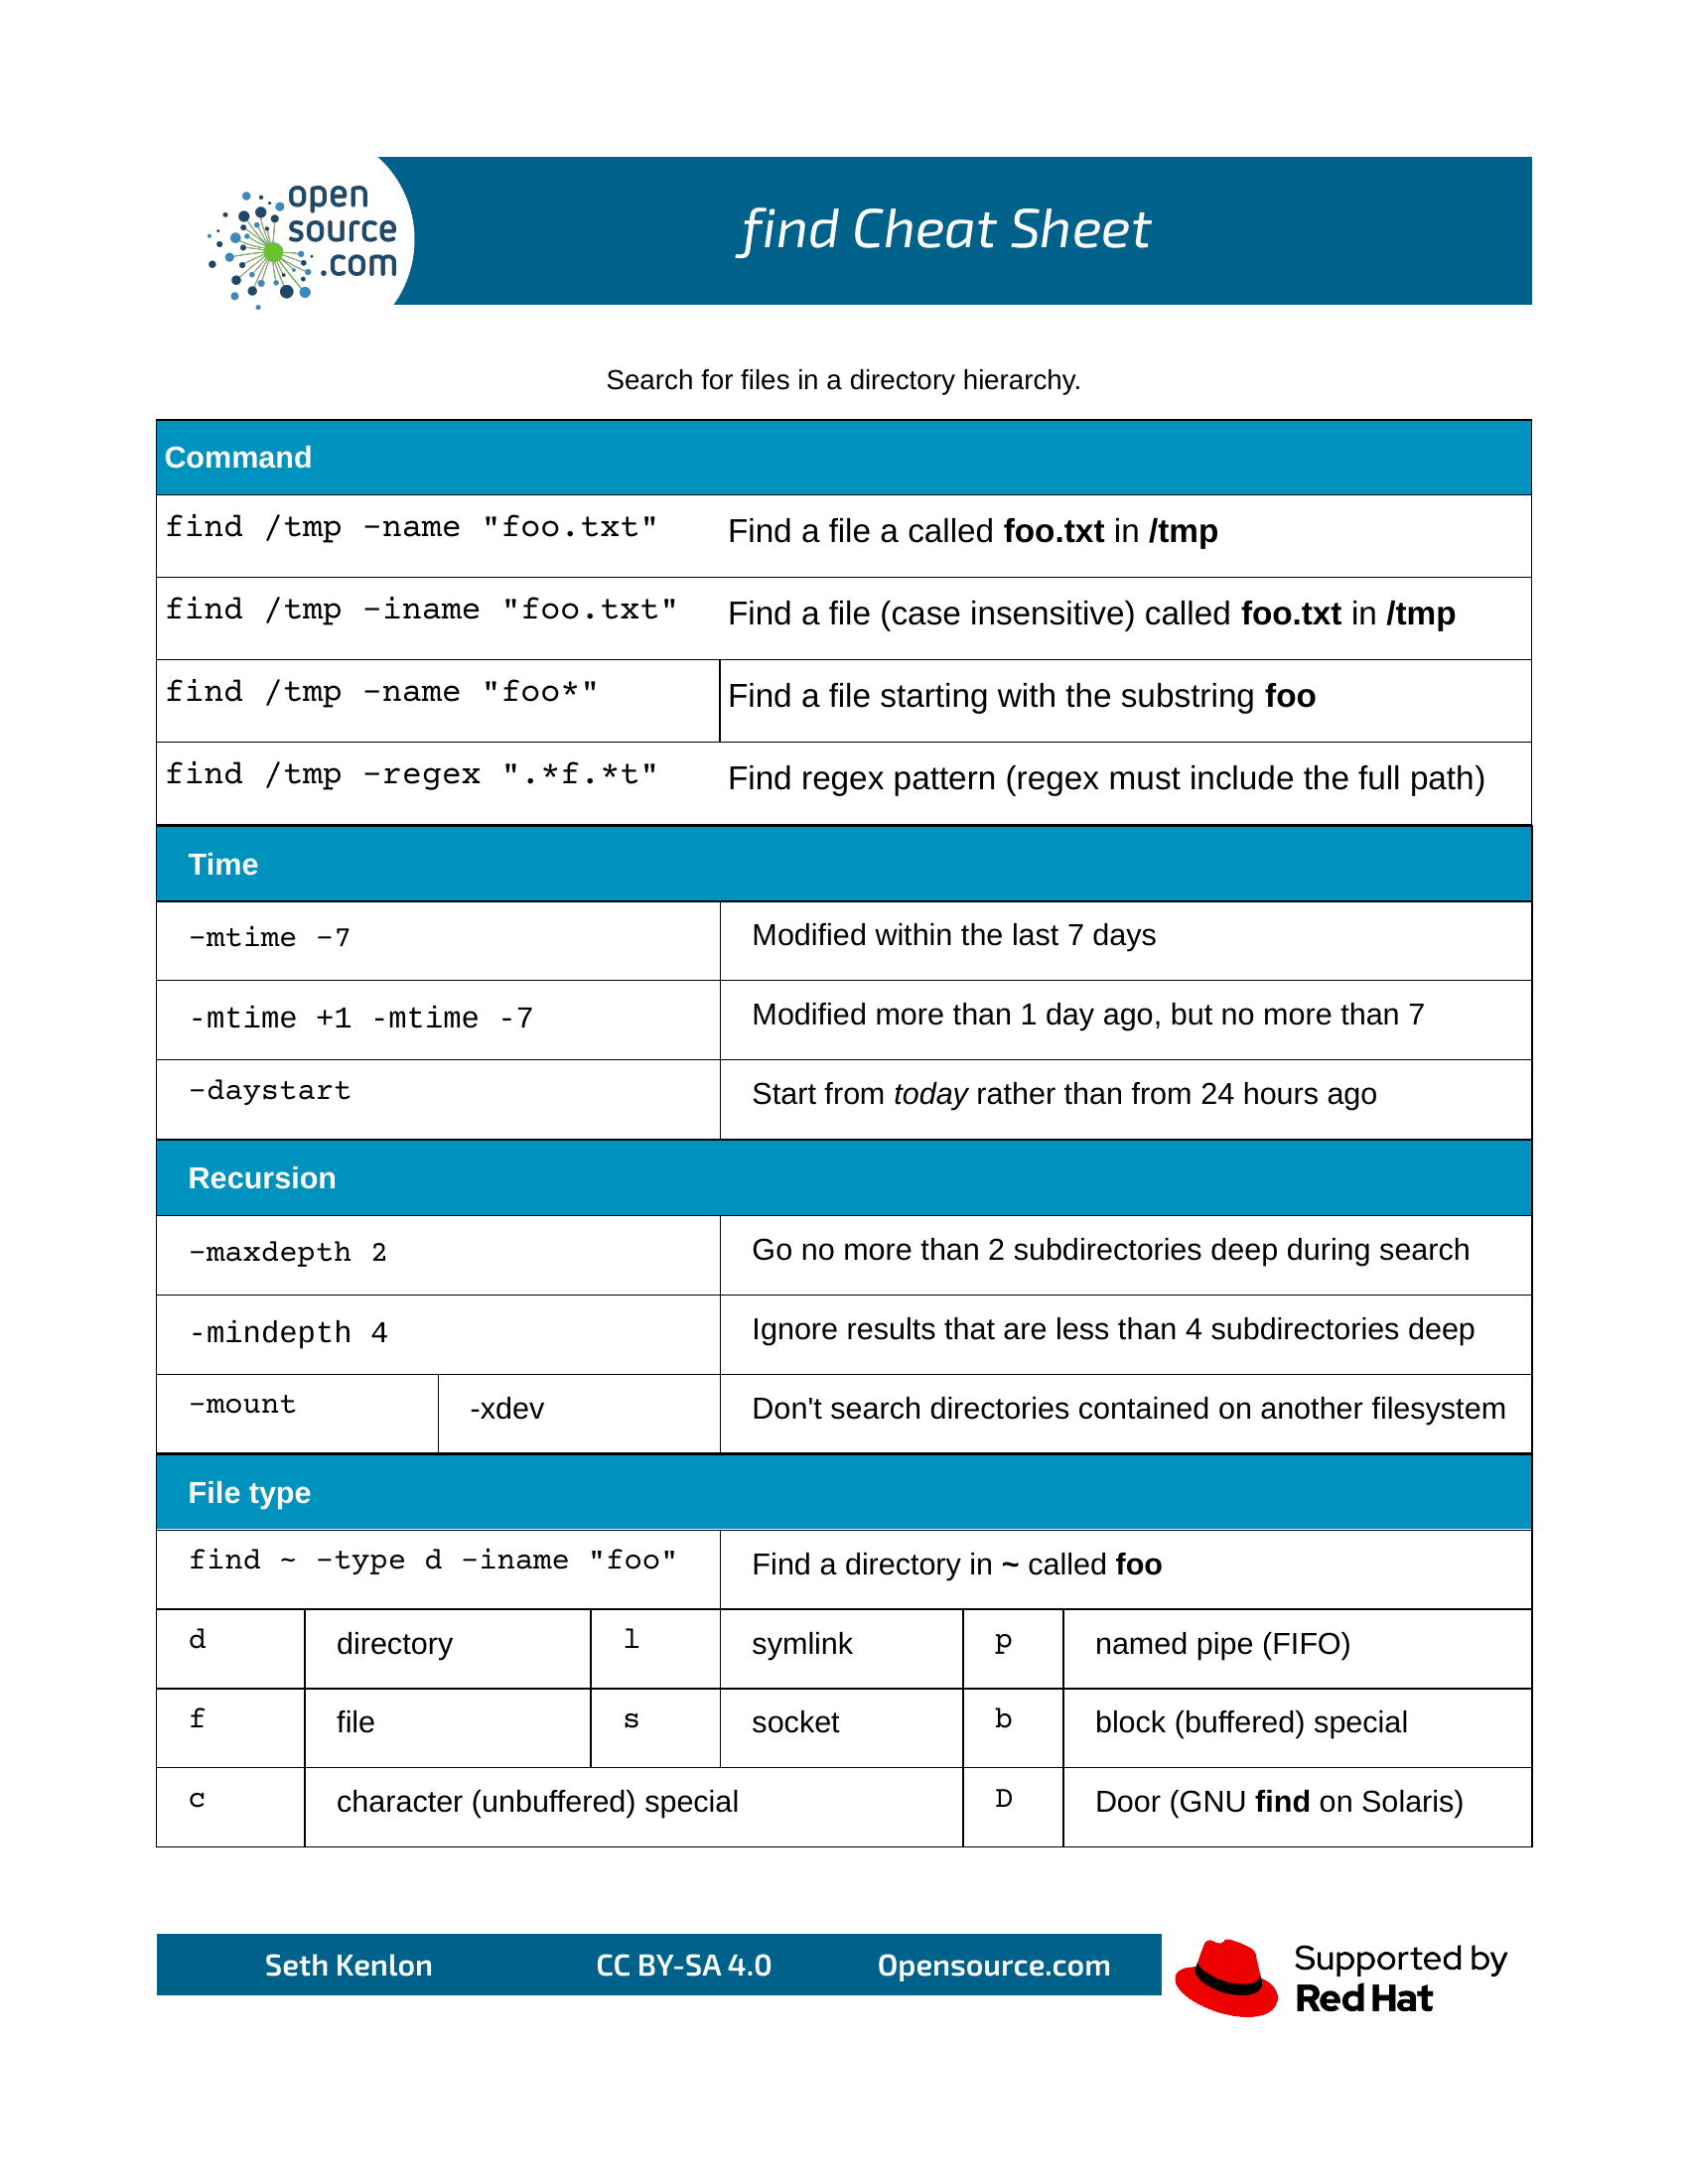 open
source
.com
find Cheat Sheet
Search for files in a directory hierarchy.
Command
find /tmp -name "foo.txt" Find a file a called foo.txt in /tmp
find /tmp -iname "foo.txt" Find a file (case insensitive) called foo.txt in /tmp
find /tmp -name "foo*" Find a file starting with the substring foo
find /tmp -regex ".*f.*t" Find regex pattern (regex must include the full path)
Time
-mtime -7 Modified within the last 7 days
-mtime +1 -mtime -7 Modified more than 1 day ago, but no more than 7
-daystart Start from today rather than from 24 hours ago
Recursion
-maxdepth 2 Go no more than 2 subdirectories deep during search
-mindepth 4 Ignore results that are less than 4 subdirectories deep
-mount -xdev Don't search directories contained on another filesystem
File type
find ~ -type d -iname "foo" Find a directory in ~ called foo
d directory l symlink p named pipe (FIFO)
f file s socket b block (buffered) special
c character (unbuffered) special D Door (GNU find on Solaris)
Seth Kenlon CC BY-SA 4.0 Opensource.com
Supported by
Red Hat